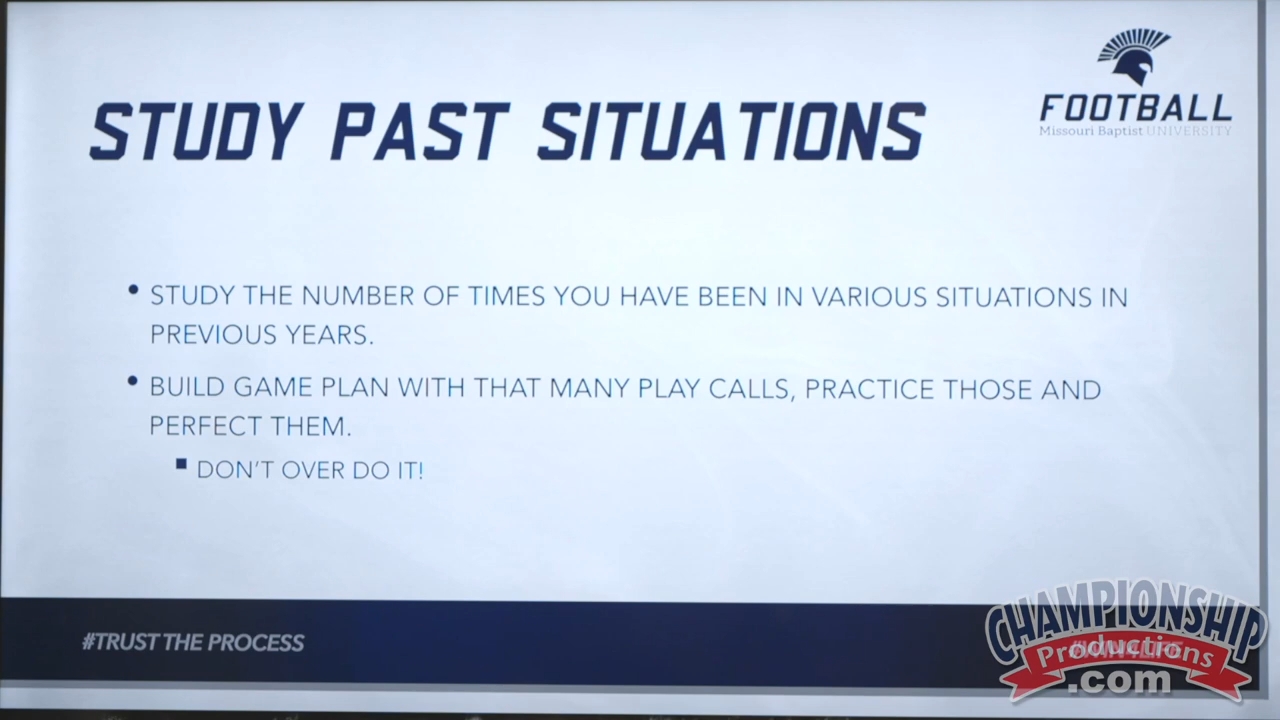 FOOTBALL
Missouri Baptist UNIVERSITY
STUDY PAST SITUATIONS
• STUDY THE NUMBER OF TIMES YOU HAVE BEEN IN VARIOUS SITUATIONS IN
PREVIOUS YEARS.
• BUILD GAME PLAN WITH THAT MANY PLAY CALLS, PRACTICE THOSE AND
PERFECT THEM.
▪ DON'T OVER DO IT!
#TRUST THE PROCESS
CHAMPIONSHIP
Productions
.com